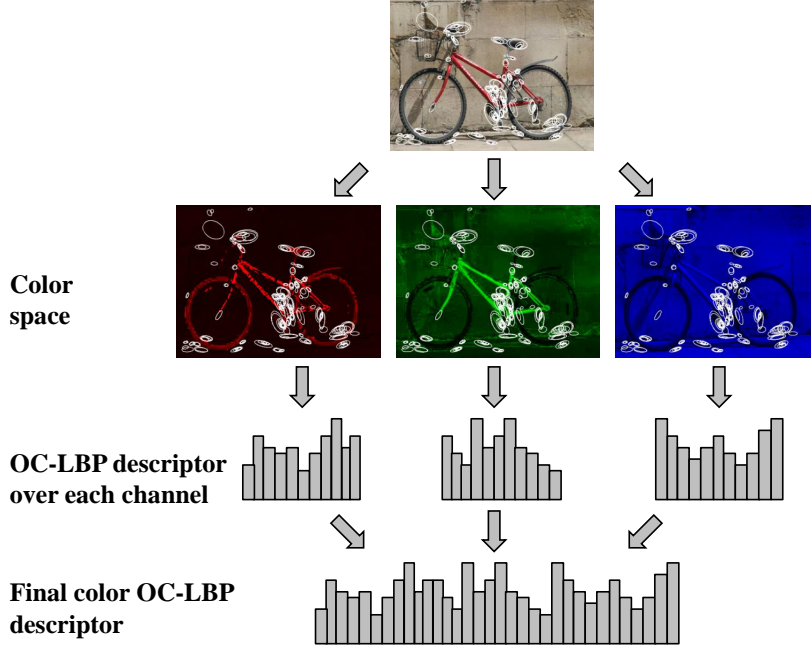 Color
space
OC-LBP descriptor
over each channel
Final color OC-LBP
descriptor